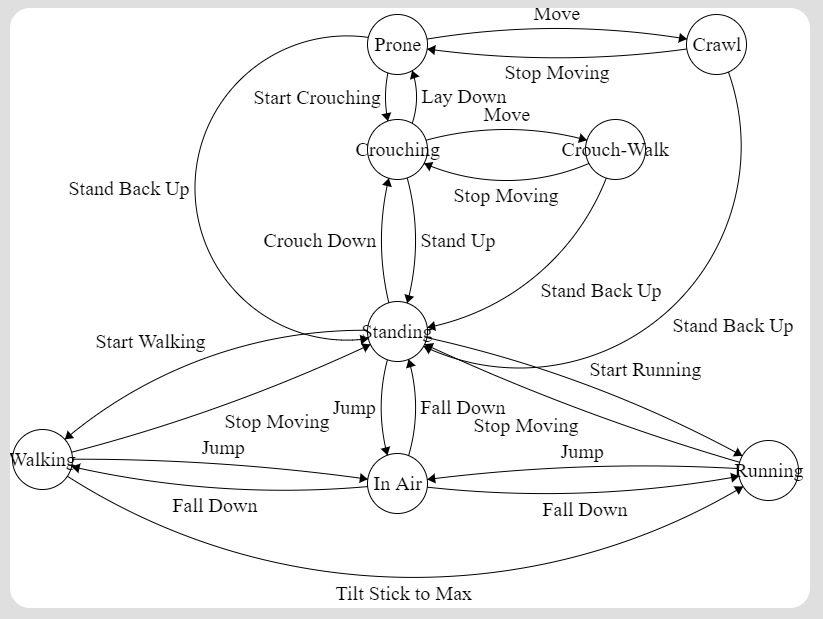 Move
Prone
Crawl
Stop Moving
Start Crouching
Lay Down
Move
Crouching
Crouch-Walk
Stand Back Up
Stop Moving
Crouch Down
Stand Up
Stand Back Up
Stand Back Up
Standing
Start Walking
Start Running
Jump
Fall Down
Stop Moving
Stop Moving
Jump
Jump
Walking
Running
In Air
Fall Down
Fall Down
Tilt Stick to Max